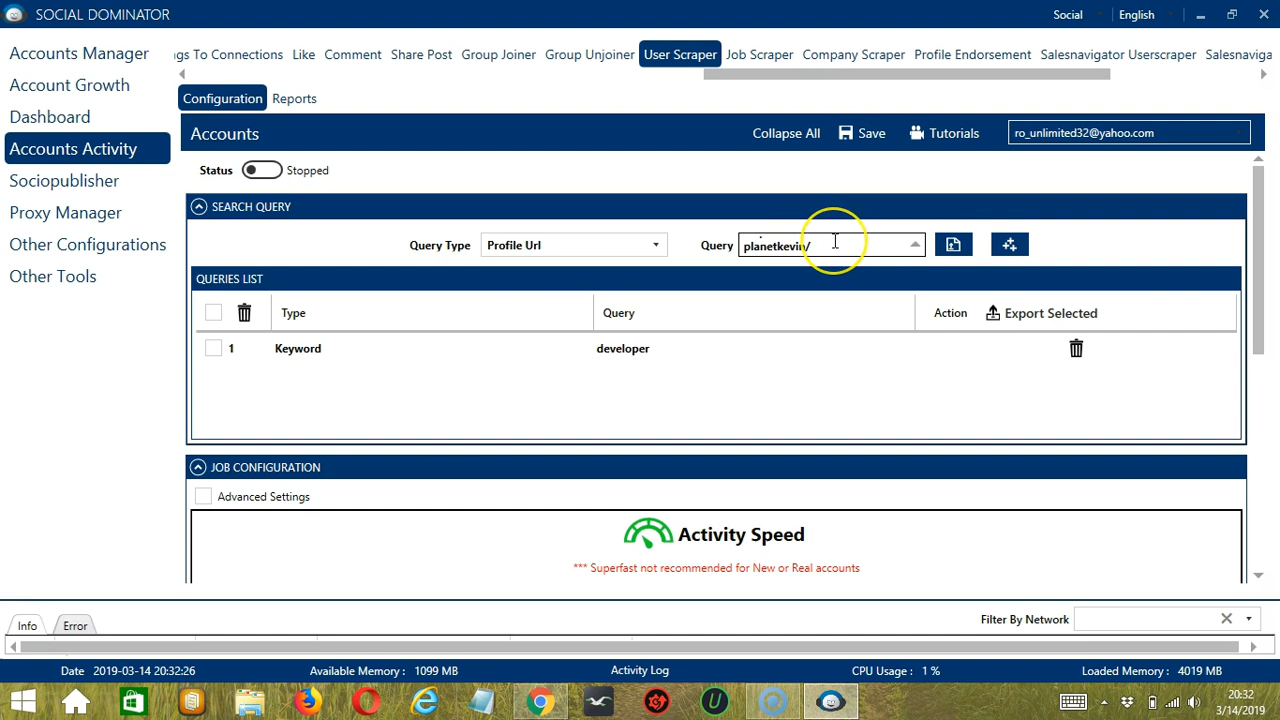 SOCIAL DOMINATOR
Social
English
Accounts Manager
Account Growth
Dashboard
Accounts Activity
Sociopublisher
Proxy Manager
Other Configurations
Other Tools
gs To Connections Like Comment Share Post Group Joiner Group Unjoiner User Scraper Job Scraper Company Scraper Profile Endorsement Salesnavigator Userscraper Salesnaviga
Configuration Reports
Accounts
Collapse All Save Tutorials ro_unlimited32@yahoo.com
Status Stopped
SEARCH QUERY
Query Type Profile Url Query planetkevin/
QUERIES LIST
Type Query Action Export Selected
1 Keyword developer
JOB CONFIGURATION
Advanced Settings
Activity Speed
*** Superfast not recommended for New or Real accounts
Info Error Filter By Network
Date 2019-03-14 20:32:26 Available Memory : 1099 MB Activity Log CPU Usage : 1 % Loaded Memory : 4019 MB
20:32
3/14/2019